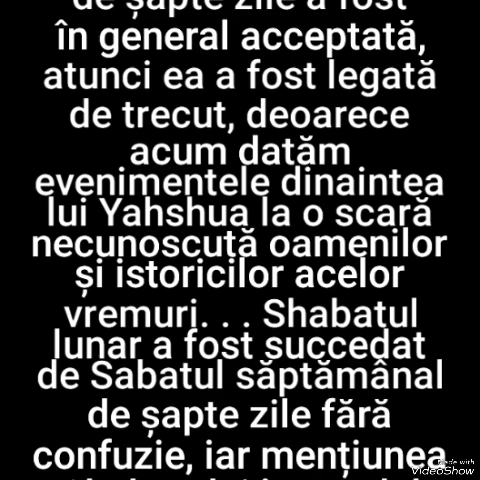 de șapte zile a fost
în general acceptată,
atunci ea a fost legată
de trecut, deoarece
acum datăm
evenimentele dinaintea
lui Yahshua la o scară
necunoscută oamenilor
și istoricilor acelor
vremuri. . . Shabatul
lunar a fost succedat
de Sabatul săptămânal
de șapte zile fără
confuzie, iar mențiunea
Made with
VideoShow